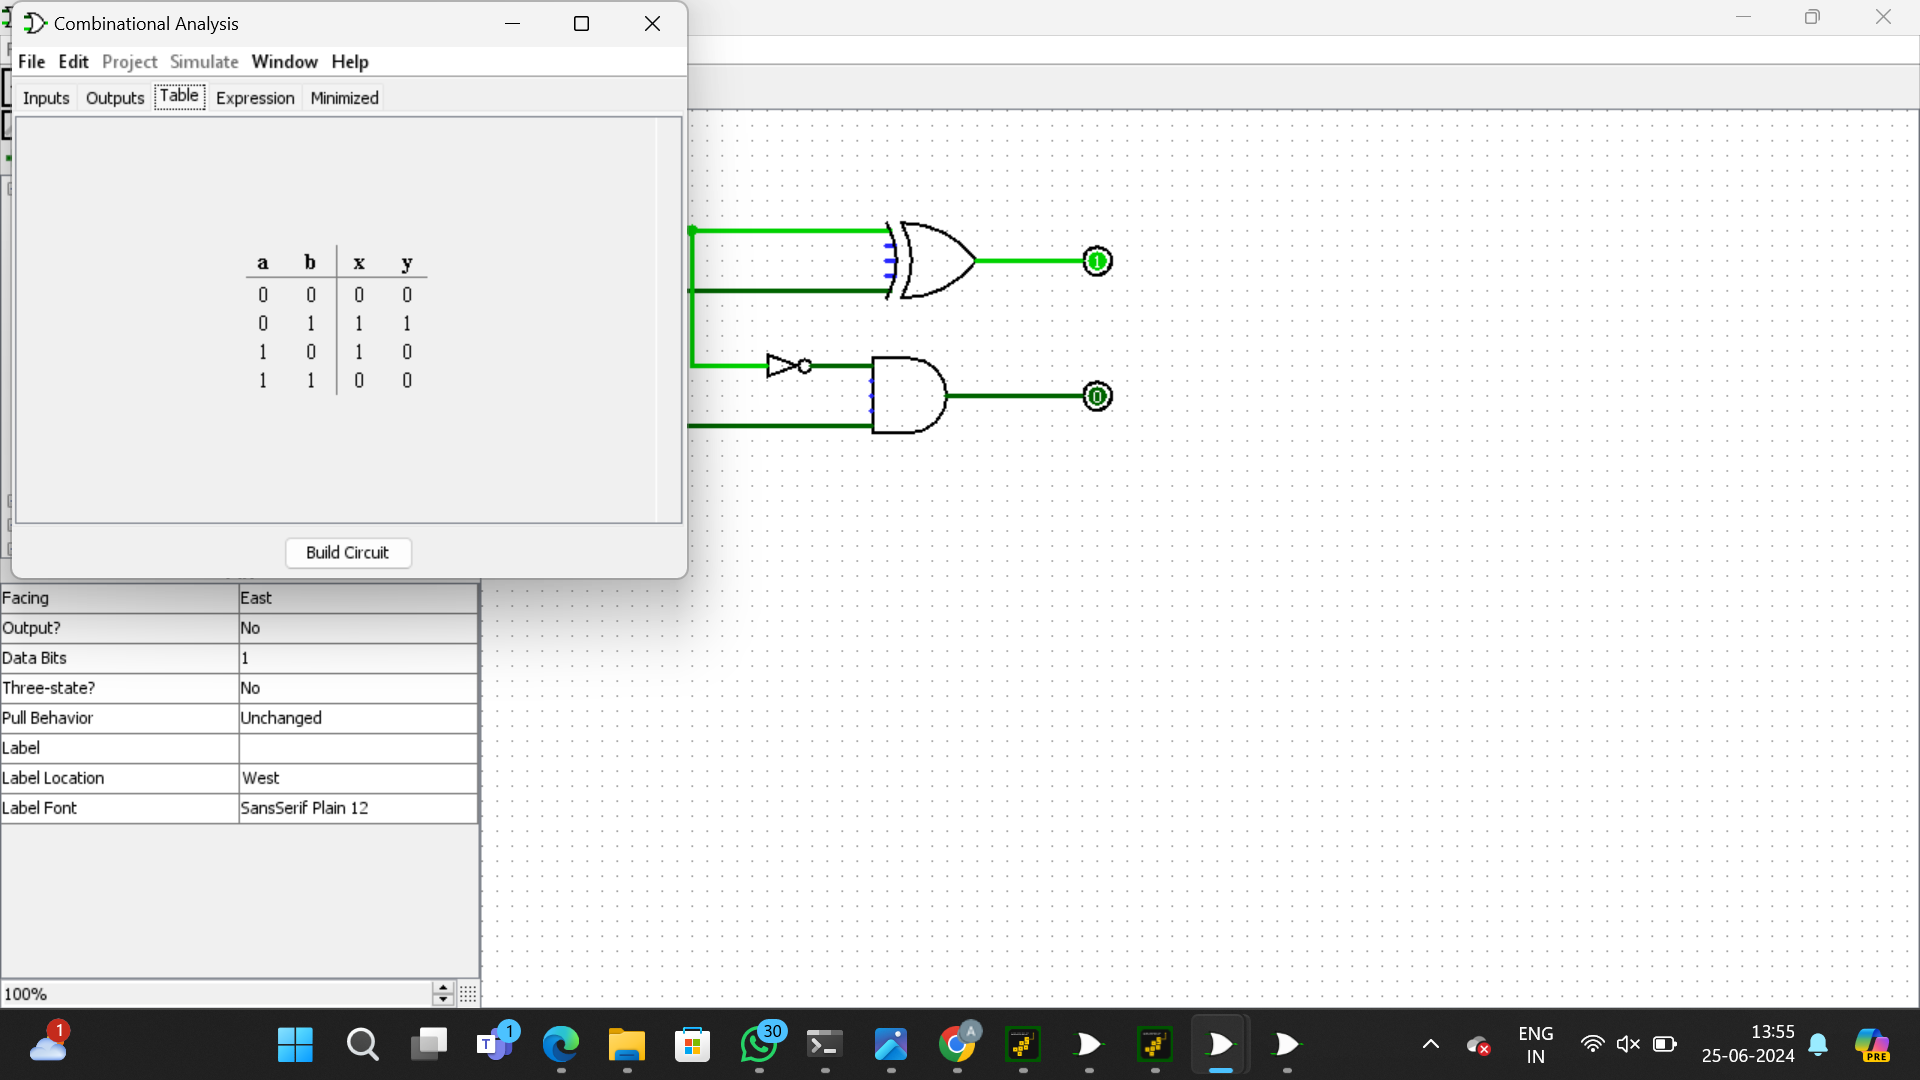 Combinational Analysis
File Edit Project Simulate Window Help
Inputs Outputs Table Expression Minimized
a b x y
0 0 0 0
0 1 1 1
1 0 1 0
1 1 0 0
Build Circuit
1
0
Facing East
Output? No
Data Bits 1
Three-state? No
Pull Behavior Unchanged
Label
Label Location West
Label Font SansSerif Plain 12
100%
1
T 1
30
A
ENG
IN
13:55
25-06-2024
PRE